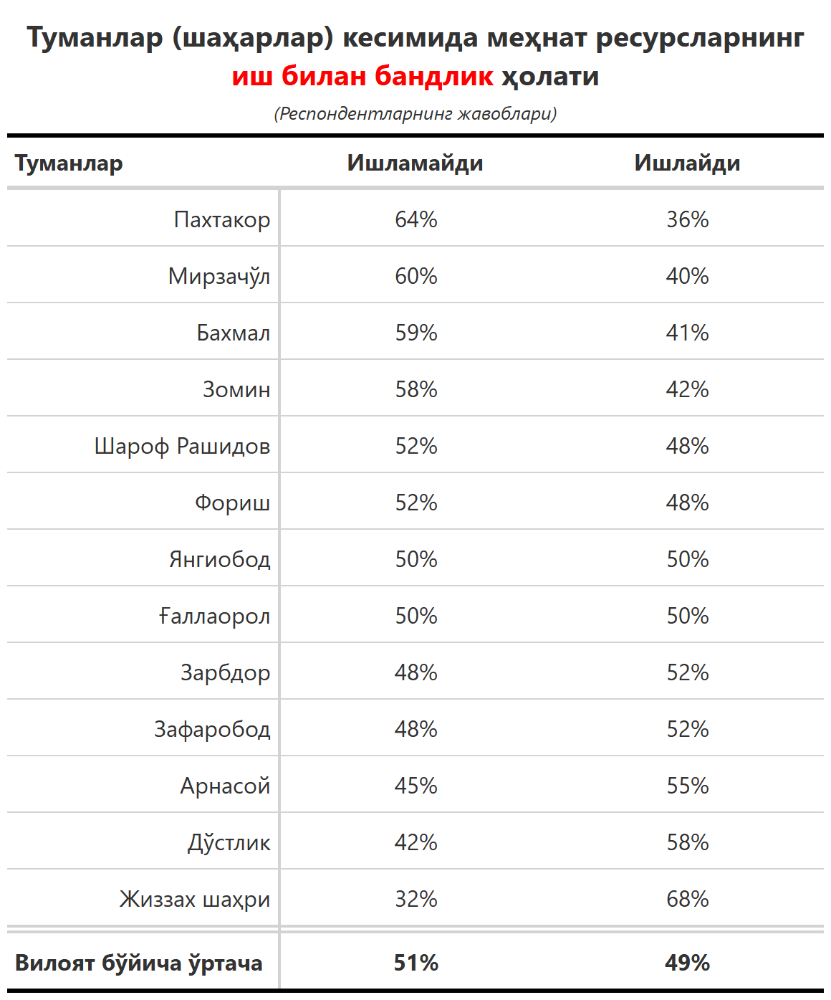 Туманлар (шаҳарлар) кесимида меҳнат ресурсларнинг
иш билан бандлик ҳолати
(Респондентларнинг жавоблари)
Туманлар Ишламайди Ишлайди
Пахтакор 64% 36%
Мирзачўл 60% 40%
Бахмал 59% 41%
Зомин 58% 42%
Шароф Рашидов 52% 48%
Фориш 52% 48%
Янгиобод 50% 50%
Ғаллаорол 50% 50%
Зарбдор 48% 52%
Зафаробод 48% 52%
Арнасой 45% 55%
Дўстлик 42% 58%
Жиззах шаҳри 32% 68%
Вилоят бўйича ўртача 51% 49%